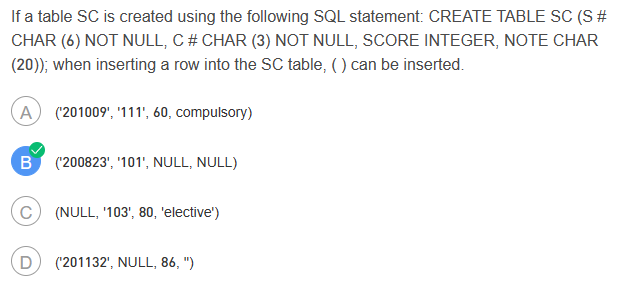 If a table SC is created using the following SQL statement: CREATE TABLE SC (S #
CHAR (6) NOT NULL, C # CHAR (3) NOT NULL, SCORE INTEGER, NOTE CHAR
(20)); when inserting a row into the SC table, ( ) can be inserted.
A ('201009', '111', 60, compulsory)
B ('200823', '101', NULL, NULL)
C (NULL, '103', 80, 'elective')
D ('201132', NULL, 86, '')